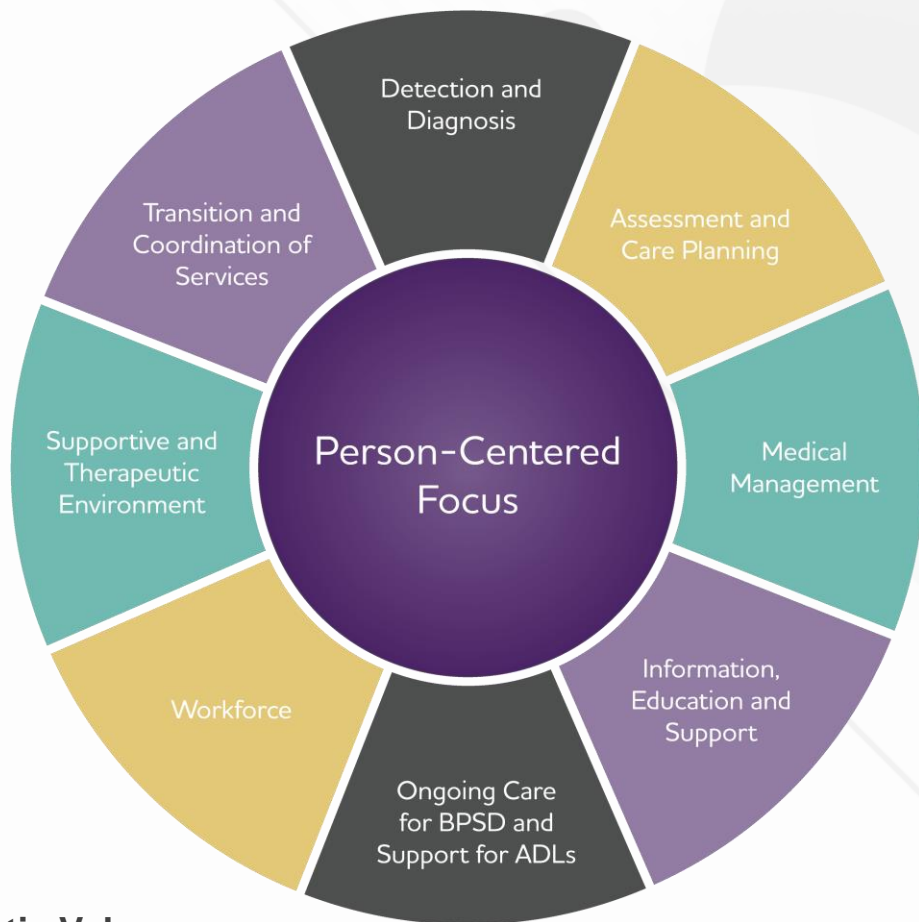 Detection and
Diagnosis
Assessment and
Care Planning
Medical
Management
Information,
Education and
Support
Ongoing Care
for BPSD and
Support for ADLs
Workforce
Supportive and
Therapeutic
Environment
Transition and
Coordination of
Services
Person-Centered
Focus